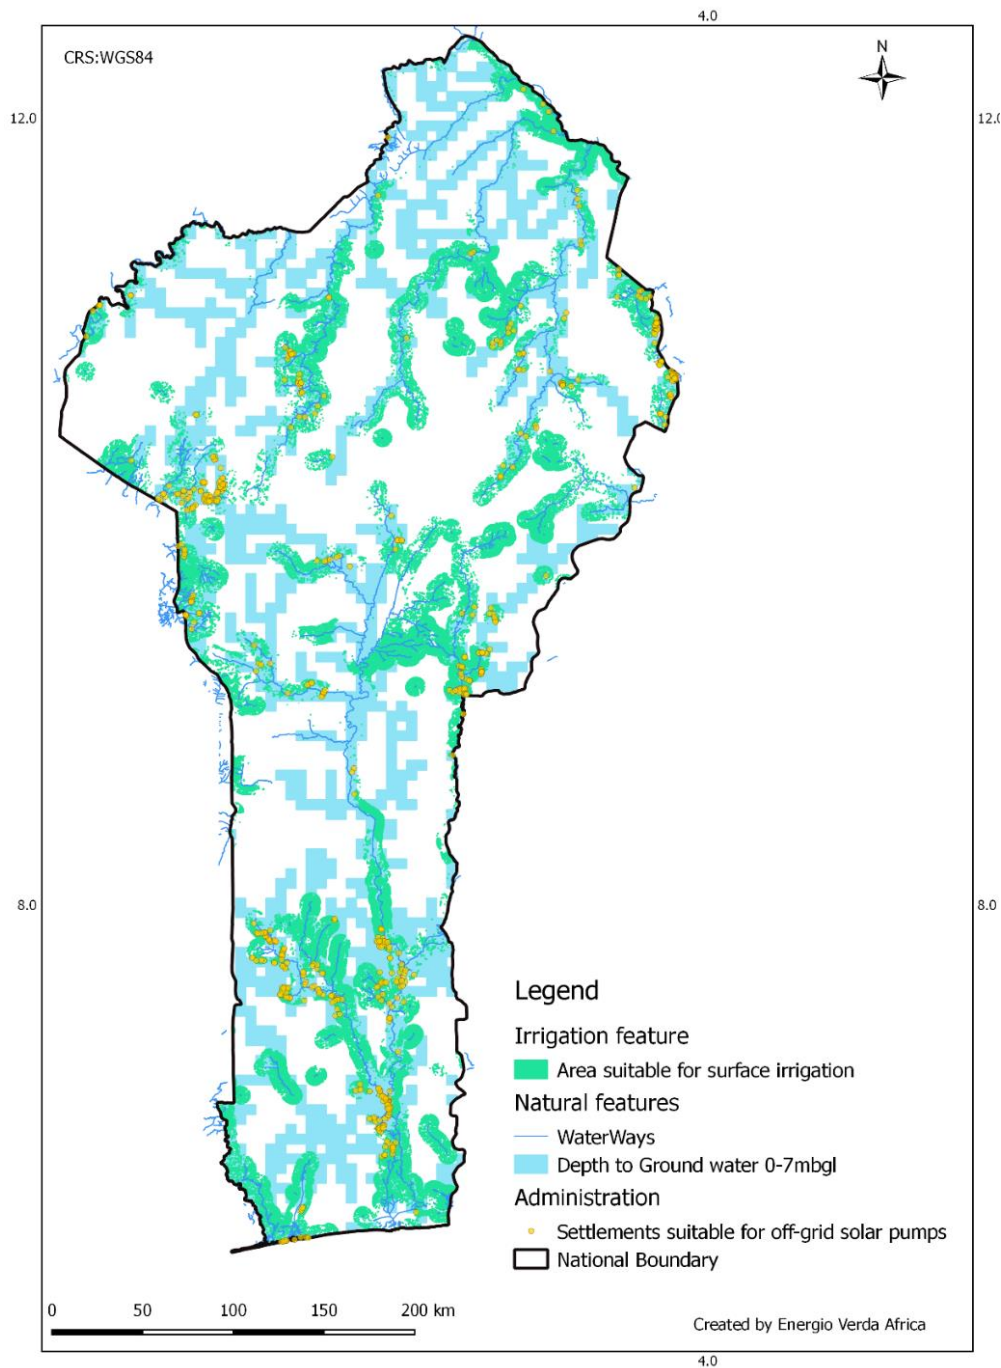 4.0
CRS:WGS84
N
12.0
12.0
8.0
8.0
Legend
Irrigation feature
Area suitable for surface irrigation
Natural features
WaterWays
Depth to Ground water 0-7mbgl
Administration
Settlements suitable for off-grid solar pumps
National Boundary
0 50 100 150 200 km
Created by Energio Verda Africa
4.0